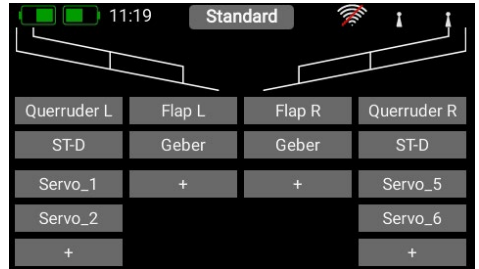 11:19 Standard
Querruder L Flap L Flap R Querruder R
ST-D Geber Geber ST-D
Servo_1 + + Servo_5
Servo_2 Servo_6
+ +